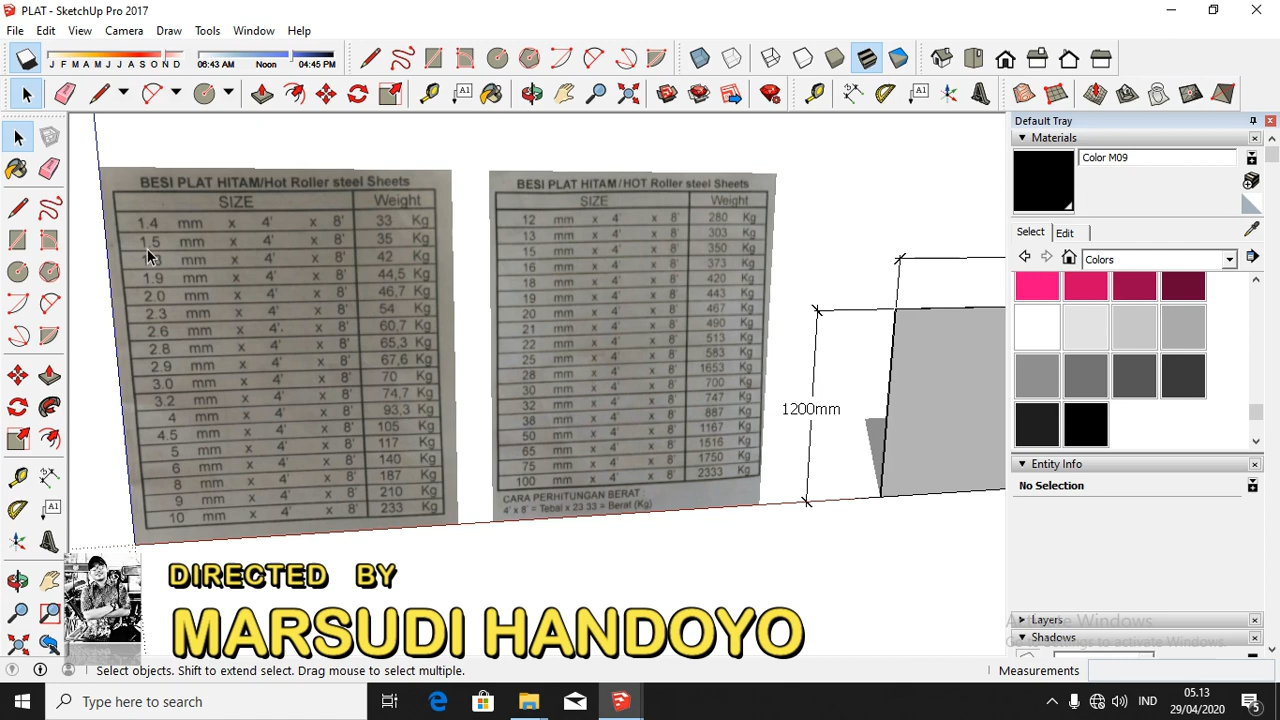 PLAT - SketchUp Pro 2017
File Edit View Camera Draw Tools Window Help
J F M A M J J A S O N D 06:43 AM Noon 04:45 PM
Default Tray
Materials
Color M09
Select Edit
Colors
Entity Info
No Selection
Layers
Shadows
BESI PLAT HITAM/Hot Roller steel Sheets
SIZE Weight
1.4 mm x 4' x 8' 33 Kg
1.5 mm x 4' x 8' 35 Kg
mm x 4' x 8' 42 Kg
1.9 mm x 4' x 8' 44,5 Kg
2.0 mm x 4' x 8' 46,7 Kg
2.3 mm x 4' x 8' 54 Kg
2.6 mm x 4' x 8' 60,7 Kg
2.8 mm x 4' x 8' 65,3 Kg
2.9 mm x 4' x 8' 67,6 Kg
3.0 mm x 4' x 8' 70 Kg
3.2 mm x 4' x 8' 74,7 Kg
4 mm x 4' x 8' 93,3 Kg
4.5 mm x 4' x 8' 105 Kg
5 mm x 4' x 8' 117 Kg
6 mm x 4' x 8' 140 Kg
8 mm x 4' x 8' 187 Kg
9 mm x 4' x 8' 210 Kg
10 mm x 4' x 8' 233 Kg
BESI PLAT HITAM/HOT Roller steel Sheets
SIZE Weight
12 mm x 4' x 8' 280 Kg
13 mm x 4' x 8' 303 Kg
15 mm x 4' x 8' 350 Kg
16 mm x 4' x 8' 373 Kg
18 mm x 4' x 8' 420 Kg
19 mm x 4' x 8' 443 Kg
20 mm x 4' x 8' 467 Kg
21 mm x 4' x 8' 490 Kg
22 mm x 4' x 8' 513 Kg
25 mm x 4' x 8' 583 Kg
28 mm x 4' x 8' 1653 Kg
30 mm x 4' x 8' 700 Kg
32 mm x 4' x 8' 747 Kg
38 mm x 4' x 8' 887 Kg
50 mm x 4' x 8' 1167 Kg
65 mm x 4' x 8' 1516 Kg
75 mm x 4' x 8' 1750 Kg
100 mm x 4' x 8' 2333 Kg
CARA PERHITUNGAN BERAT
4' x 8' = Tebal x 23 33 = Berat (Kg)
1200mm
DIRECTED BY
MARSUDI HANDOYO
Select objects. Shift to extend select. Drag mouse to select multiple.
Measurements
Type here to search
IND
05.13
29/04/2020
5